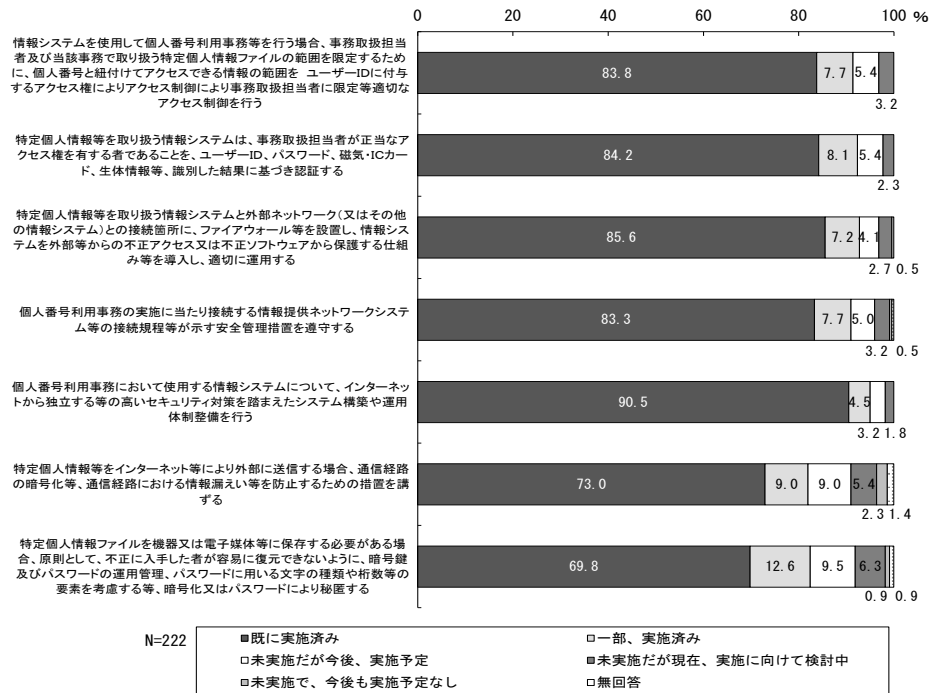 0 20 40 60 80 100 %
情報システムを使用して個人番号利用事務等を行う場合、事務取扱担当
者及び当該事務で取り扱う特定個人情報ファイルの範囲を限定するため
に、個人番号と紐付けてアクセスできる情報の範囲を ユーザーIDに付与
するアクセス権によりアクセス制御により事務取扱担当者に限定等適切な
アクセス制御を行う
83.8 7.7 5.4
3.2
特定個人情報等を取り扱う情報システムは、事務取扱担当者が正当なア
クセス権を有する者であることを、ユーザーID、パスワード、磁気・ICカー
ド、生体情報等、識別した結果に基づき認証する
84.2 8.1 5.4
2.3
特定個人情報等を取り扱う情報システムと外部ネットワーク(又はその他
の情報システム)との接続箇所に、ファイアウォール等を設置し、情報シス
テムを外部等からの不正アクセス又は不正ソフトウェアから保護する仕組
み等を導入し、適切に運用する
85.6 7.2 4.1
2.7 0.5
個人番号利用事務の実施に当たり接続する情報提供ネットワークシステ
ム等の接続規程等が示す安全管理措置を遵守する
83.3 7.7 5.0
3.2 0.5
個人番号利用事務において使用する情報システムについて、インターネッ
トから独立する等の高いセキュリティ対策を踏まえたシステム構築や運用
体制整備を行う
90.5 4.5
3.2 1.8
特定個人情報等をインターネット等により外部に送信する場合、通信経路
の暗号化等、通信経路における情報漏えい等を防止するための措置を講
ずる
73.0 9.0 9.0 5.4
2.3 1.4
特定個人情報ファイルを機器又は電子媒体等に保存する必要がある場
合、原則として、不正に入手した者が容易に復元できないように、暗号鍵
及びパスワードの運用管理、パスワードに用いる文字の種類や桁数等の
要素を考慮する等、暗号化又はパスワードにより秘匿する
69.8 12.6 9.5 6.3
0.9 0.9
N=222
既に実施済み 一部、実施済み
未実施だが今後、実施予定 未実施だが現在、実施に向けて検討中
未実施で、今後も実施予定なし 無回答